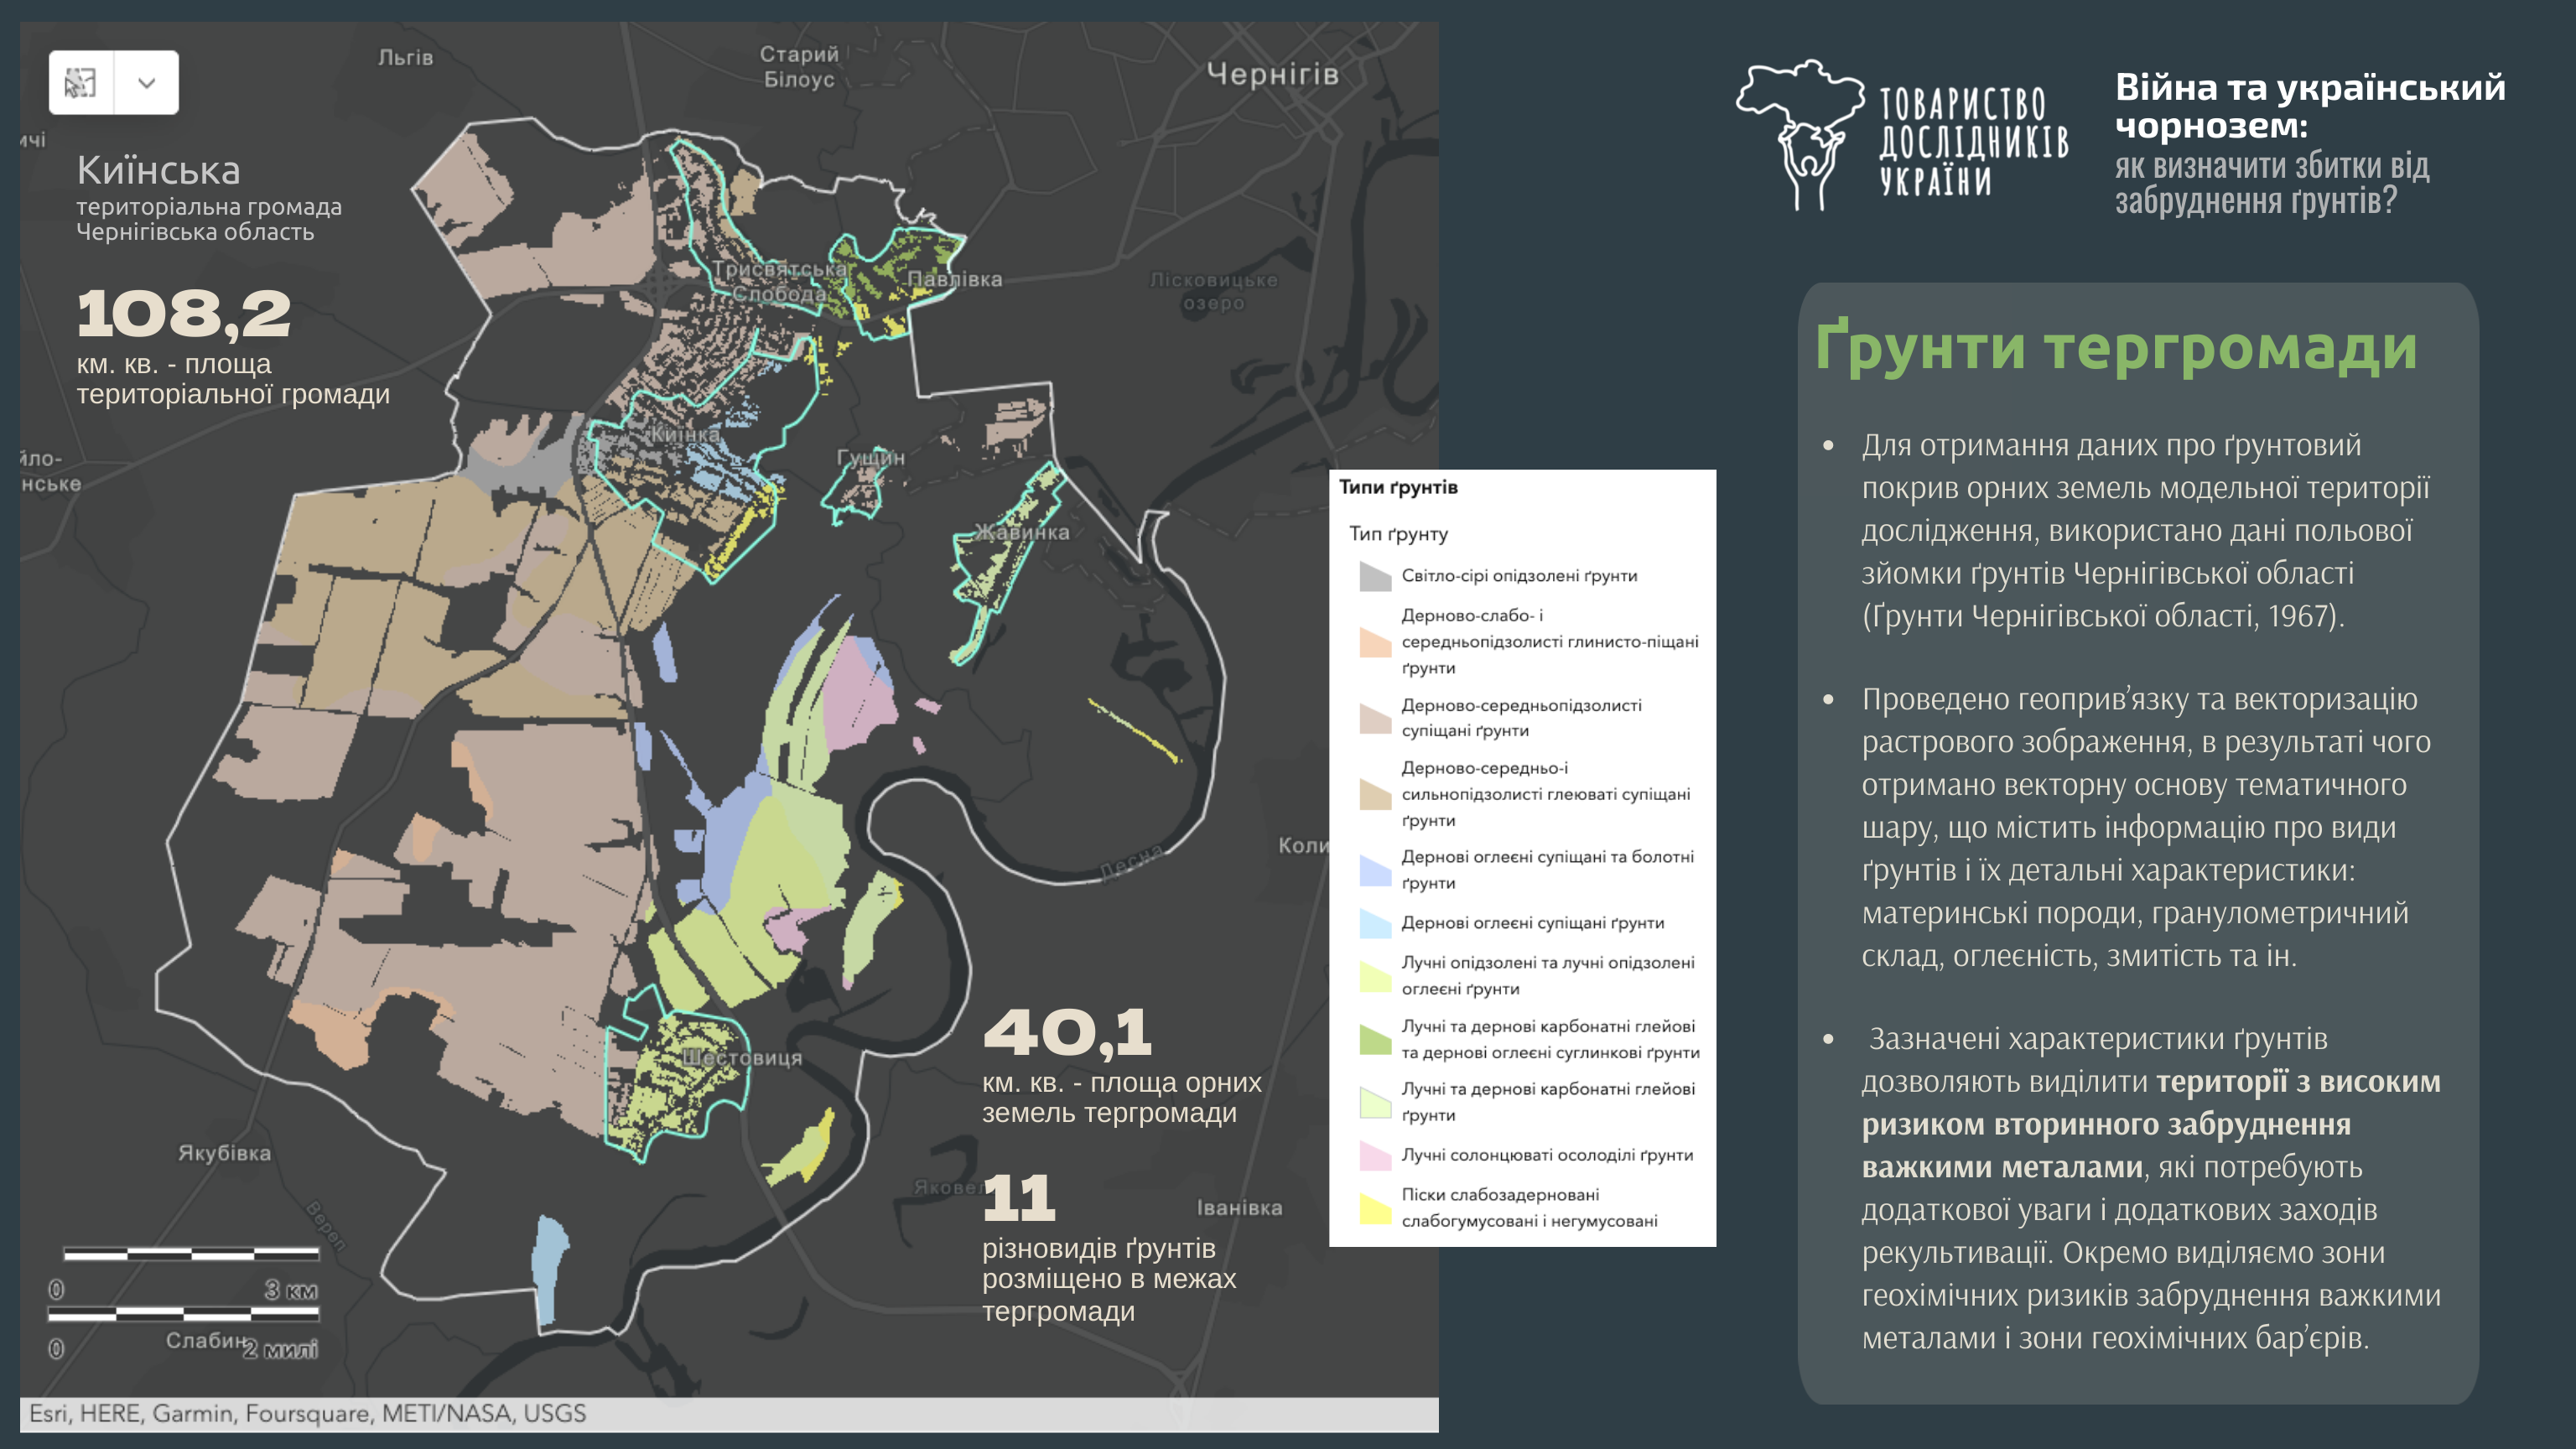 Львів
Старий
Білоус
Чернігів
ичі
Киїнська
територіальна громада
Чернігівська область
108,2
км. кв. - площа
територіальної громади
Трисвятська
Слобода
Павлівка
Лісковицьке
озеро
Киїнка
Гущин
йло-
нське
Жавинка
Коли
Десна
40,1
км. кв. - площа орних
земель тергромади
Шестовиця
Якубівка
Вереп
Яковел
Іванівка
11
різновидів ґрунтів
розміщено в межах
тергромади
0 3 км
0 2 милі
Слабин
Esri, HERE, Garmin, Foursquare, METI/NASA, USGS
Типи ґрунтів
Тип ґрунту
Світло-сірі опідзолені ґрунти
Дерново-слабо- і
середньопідзолисті глинисто-піщані
ґрунти
Дерново-середньопідзолисті
супіщані ґрунти
Дерново-середньо-і
сильнопідзолисті глеюваті супіщані
ґрунти
Дернові оглеєні супіщані та болотні
ґрунти
Дернові оглеєні супіщані ґрунти
Лучні опідзолені та лучні опідзолені
оглеєні ґрунти
Лучні та дернові карбонатні глейові
та дернові оглеєні суглинкові ґрунти
Лучні та дернові карбонатні глейові
ґрунти
Лучні солонцюваті осолоділі ґрунти
Піски слабозадерновані
слабогумусовані і негумусовані
ТОВАРИСТВО
ДОСЛІДНИКІВ
УКРАЇНИ
Війна та український
чорнозем:
як визначити збитки від
забруднення ґрунтів?
Ґрунти тергромади
• Для отримання даних про ґрунтовий
покрив орних земель модельної території
дослідження, використано дані польової
зйомки ґрунтів Чернігівської області
(Ґрунти Чернігівської області, 1967).
• Проведено геоприв’язку та векторизацію
растрового зображення, в результаті чого
отримано векторну основу тематичного
шару, що містить інформацію про види
ґрунтів і їх детальні характеристики:
материнські породи, гранулометричний
склад, оглеєність, змитість та ін.
• Зазначені характеристики ґрунтів
дозволяють виділити території з високим
ризиком вторинного забруднення
важкими металами, які потребують
додаткової уваги і додаткових заходів
рекультивації. Окремо виділяємо зони
геохімічних ризиків забруднення важкими
металами і зони геохімічних бар’єрів.